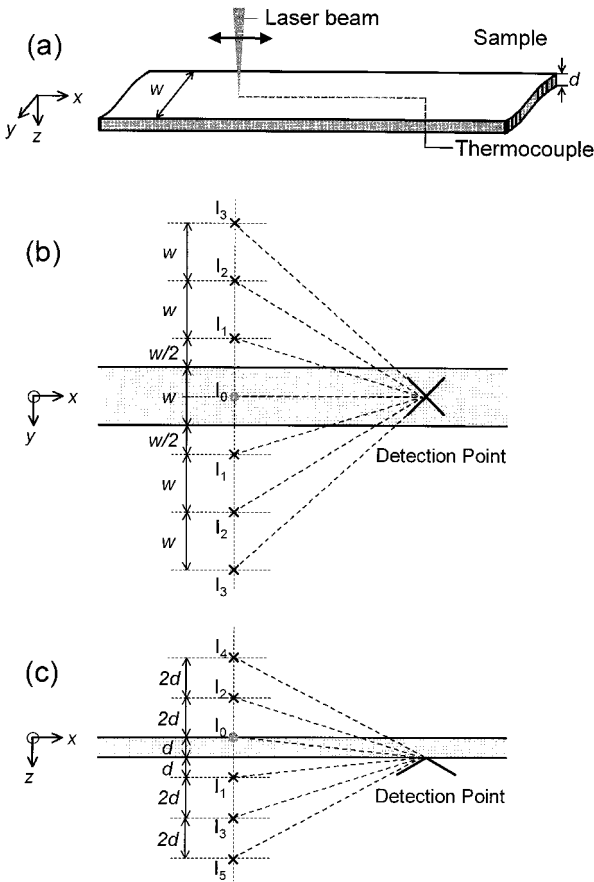 (a)
Laser beam
Sample
w
d
x
y
z
Thermocouple
(b)
I₃
w
I₂
w
I₁
w/2
w
I₀
x
y
w/2
Detection Point
I₁
w
I₂
w
I₃
(c)
I₄
2d
I₂
2d
I₀
x
d
z
d
I₁
Detection Point
2d
I₃
2d
I₅